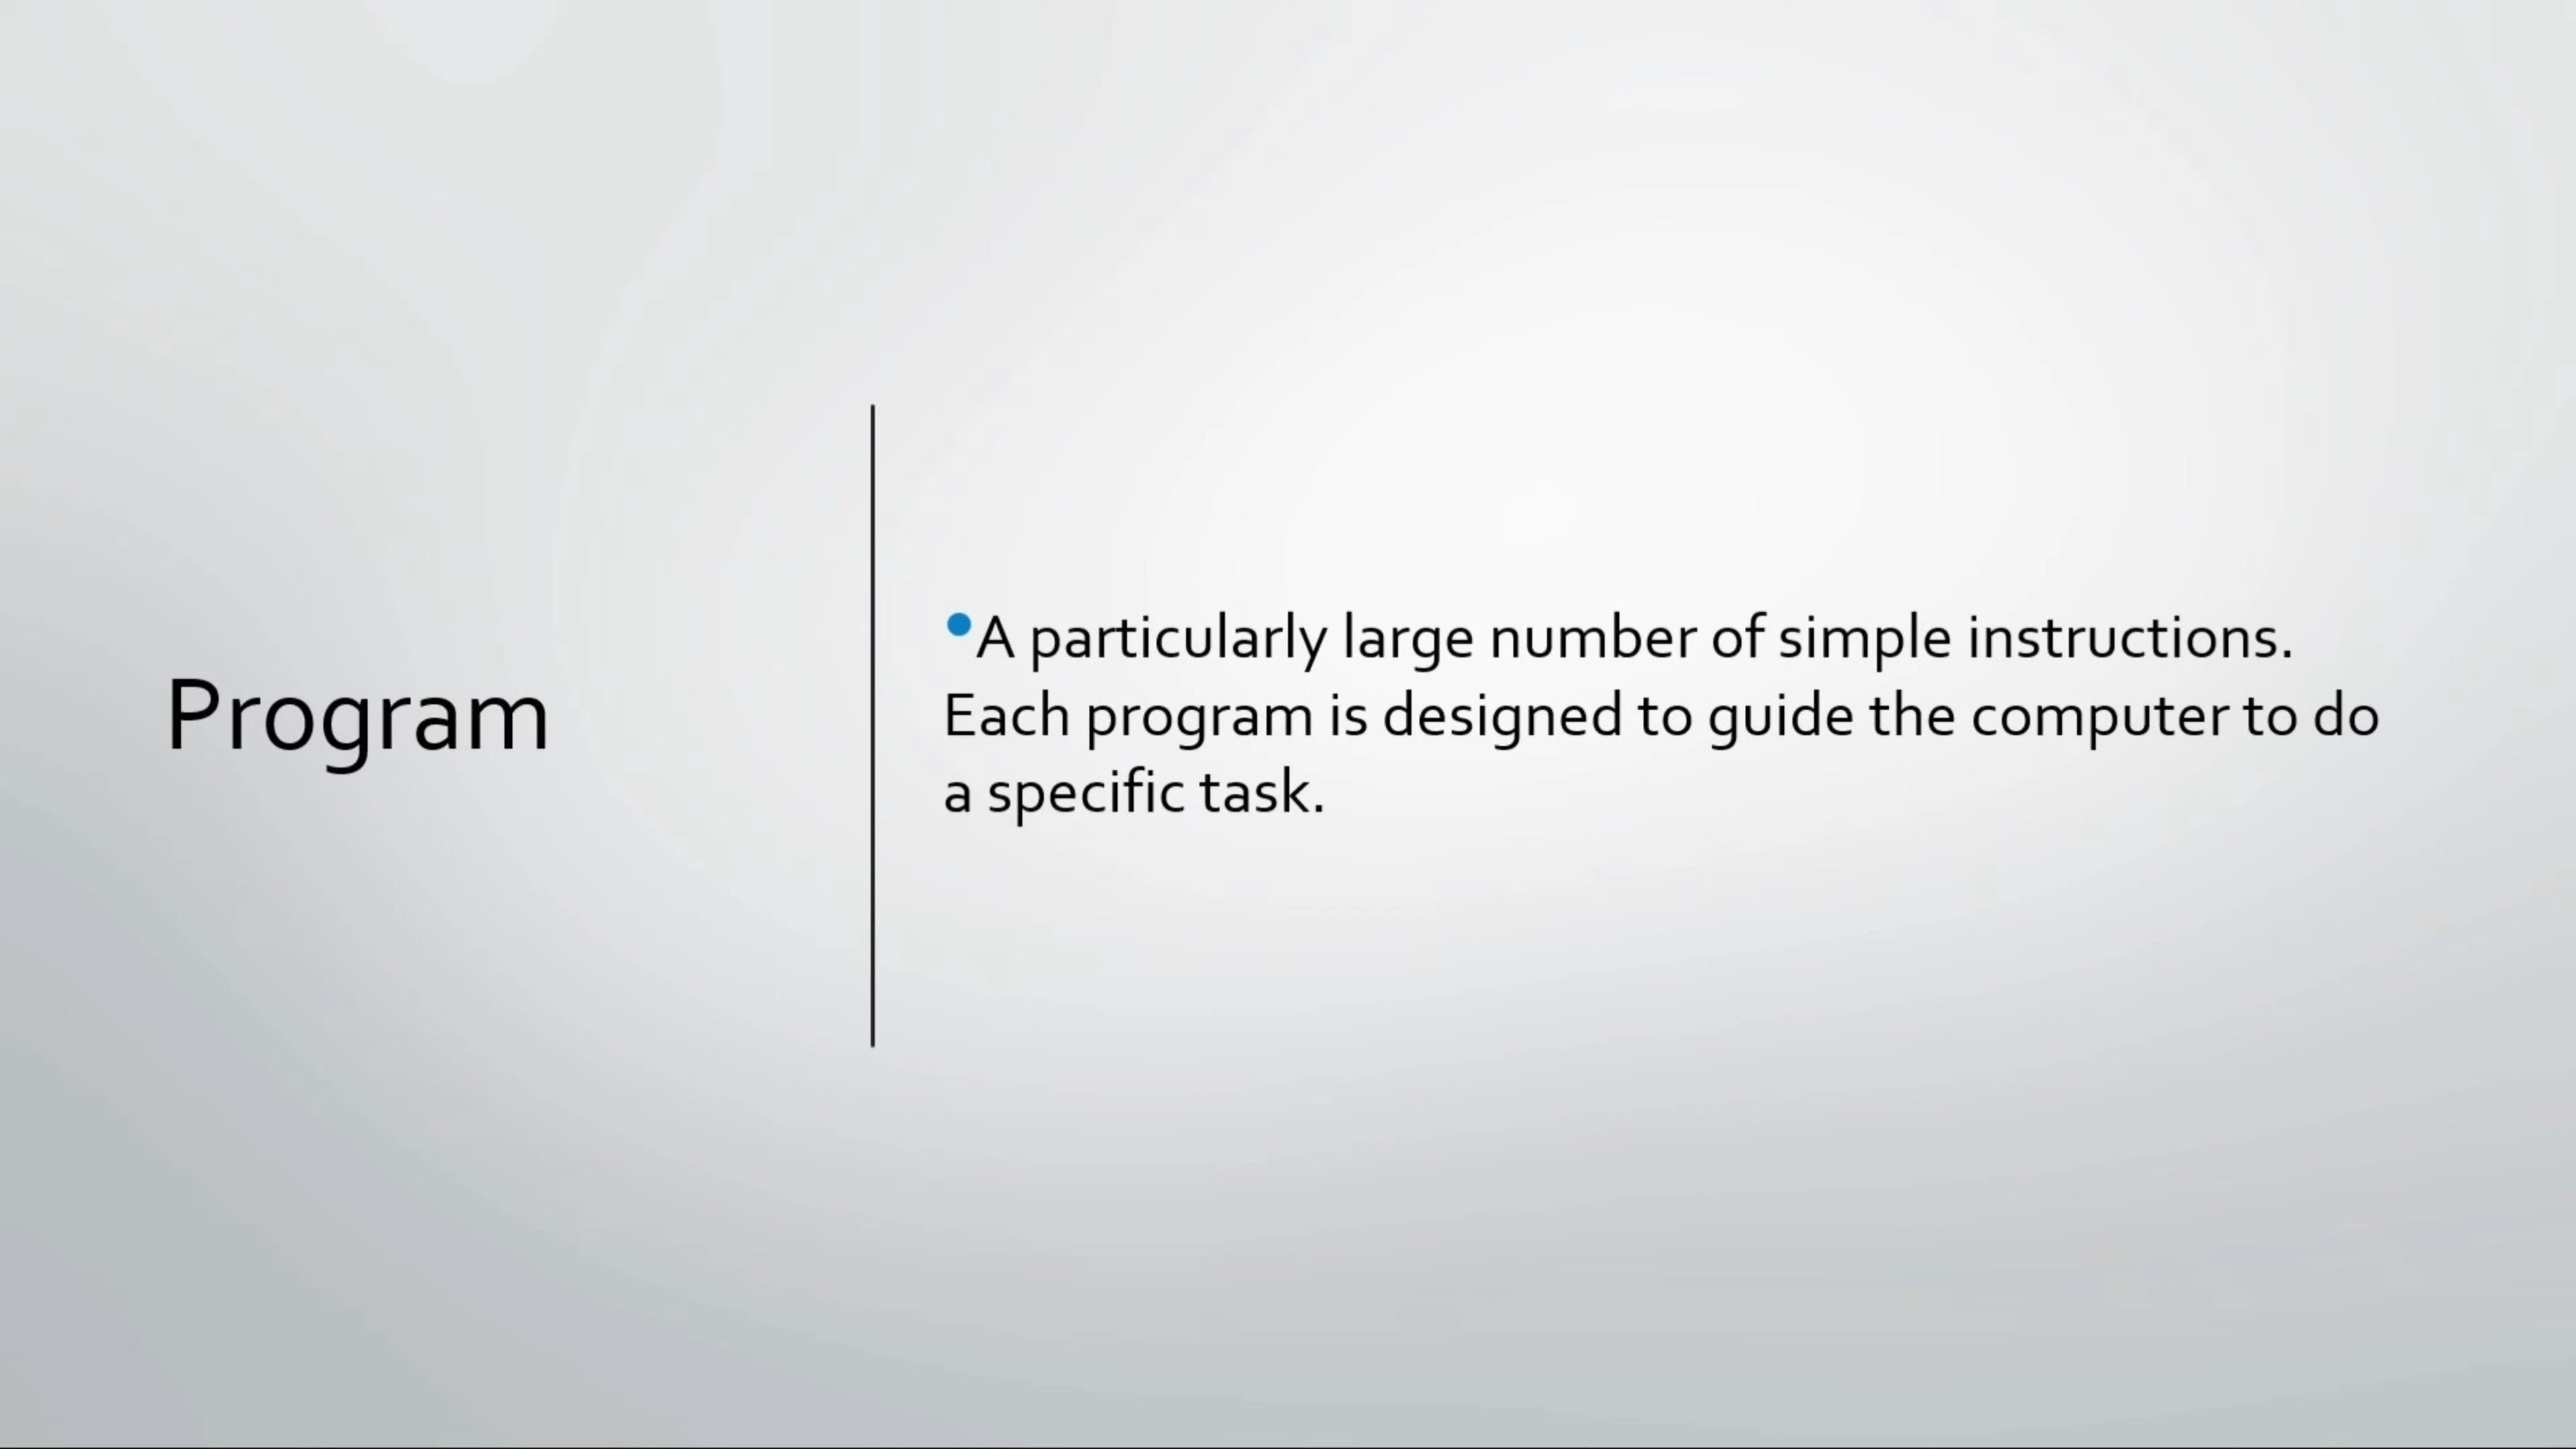 Program
•A particularly large number of simple instructions.
Each program is designed to guide the computer to do
a specific task.